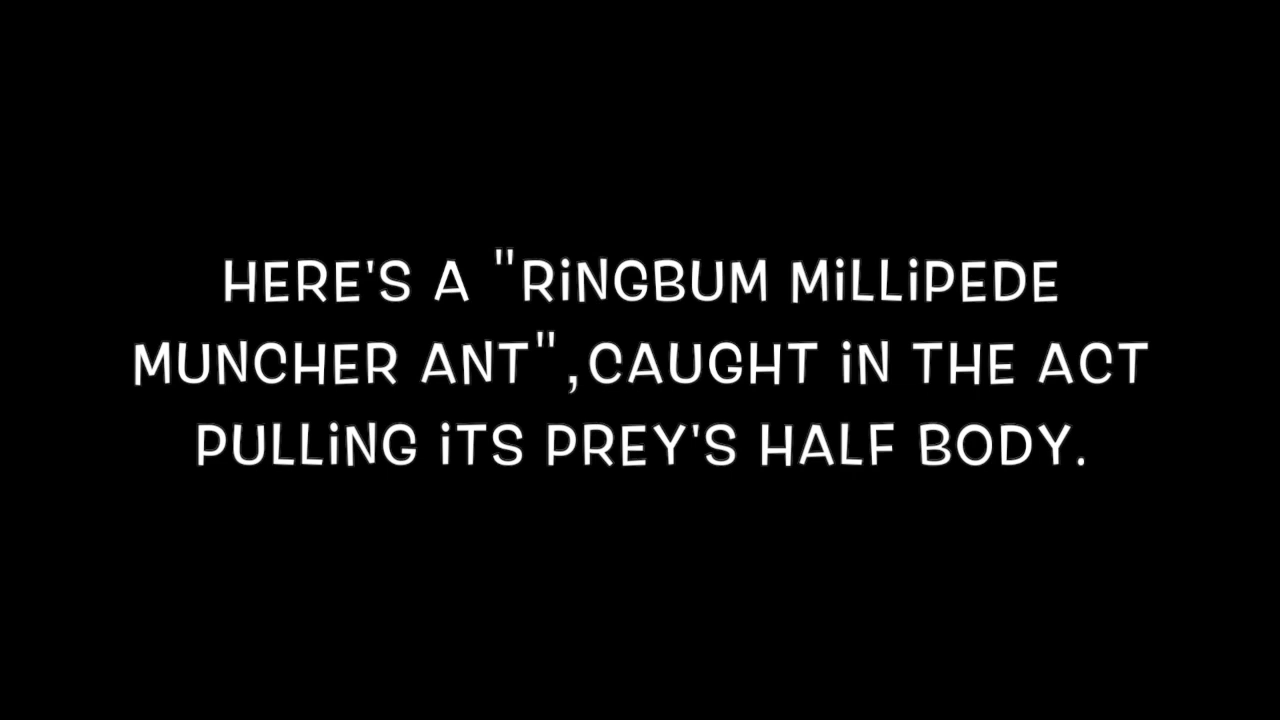 HERE'S A "RiNGBUM MiLLiPEDE
MUNCHER ANT",CAUGHT iN THE ACT
PULLiNG iTS PREY'S HALF BODY.